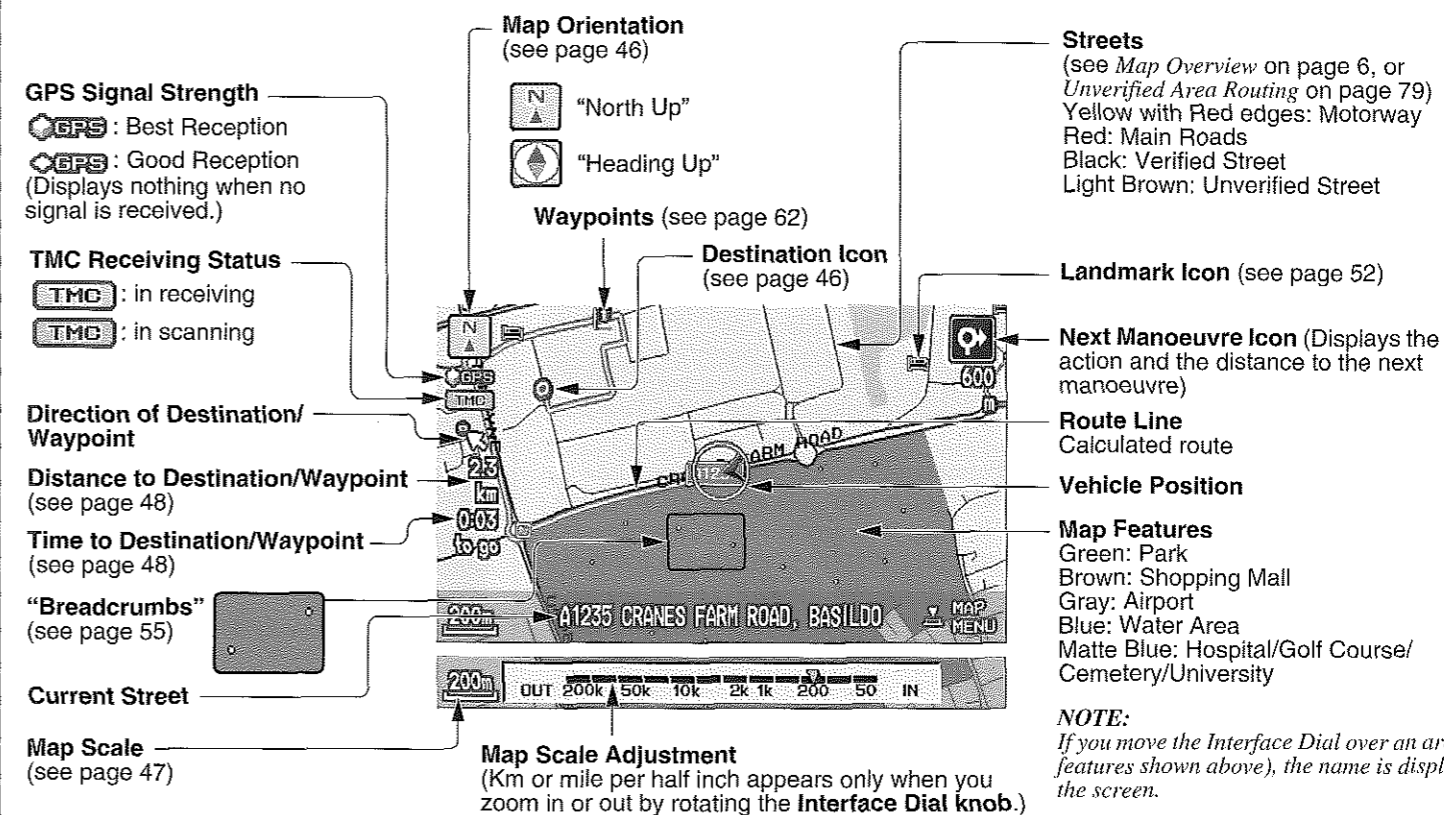 Map Orientation
(see page 46)
N
"North Up"
"Heading Up"
GPS Signal Strength
GPS : Best Reception
GPS : Good Reception
(Displays nothing when no
signal is received.)
TMC Receiving Status
TMC : in receiving
TMC : in scanning
Direction of Destination/
Waypoint
Distance to Destination/Waypoint
(see page 48)
Time to Destination/Waypoint
(see page 48)
"Breadcrumbs"
(see page 55)
Current Street
Map Scale
(see page 47)
Waypoints (see page 62)
Destination Icon
(see page 46)
N
GPS
TMC
2.3
km
0:03
to go
600
FARM ROAD
200m
A1235 CRANES FARM ROAD, BASILDO
MAP
MENU
200m
OUT 200k 50k 10k 2k 1k 200 50 IN
Map Scale Adjustment
(Km or mile per half inch appears only when you
zoom in or out by rotating the Interface Dial knob.)
Streets
(see Map Overview on page 6, or
Unverified Area Routing on page 79)
Yellow with Red edges: Motorway
Red: Main Roads
Black: Verified Street
Light Brown: Unverified Street
Landmark Icon (see page 52)
Next Manoeuvre Icon (Displays the
action and the distance to the next
manoeuvre)
Route Line
Calculated route
Vehicle Position
Map Features
Green: Park
Brown: Shopping Mall
Gray: Airport
Blue: Water Area
Matte Blue: Hospital/Golf Course/
Cemetery/University
NOTE:
If you move the Interface Dial over an ar
features shown above), the name is displ
the screen.